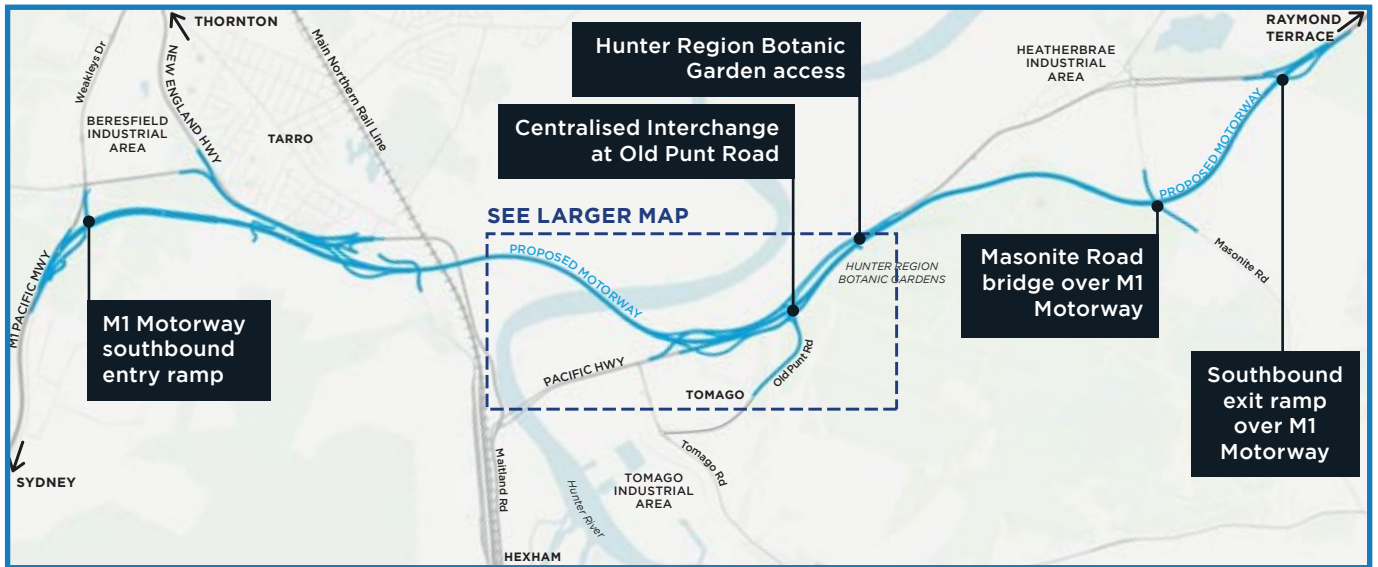 THORNTON
RAYMOND
TERRACE
Weakleys Dr
NEW ENGLAND HWY
Main Northern Rail Line
Hunter Region Botanic
Garden access
HEATHERBRAE
INDUSTRIAL
AREA
BERESFIELD
INDUSTRIAL
AREA
TARRO
Centralised Interchange
at Old Punt Road
PROPOSED MOTORWAY
SEE LARGER MAP
PROPOSED MOTORWAY
HUNTER REGION
BOTANIC GARDENS
Masonite Rd
Masonite Road
bridge over M1
Motorway
M1 PACIFIC MWY
M1 Motorway
southbound
entry ramp
PACIFIC HWY
Old Punt Rd
TOMAGO
Southbound
exit ramp
over M1
Motorway
SYDNEY
Maitland Rd
Hunter River
Tomago Rd
TOMAGO
INDUSTRIAL
AREA
HEXHAM